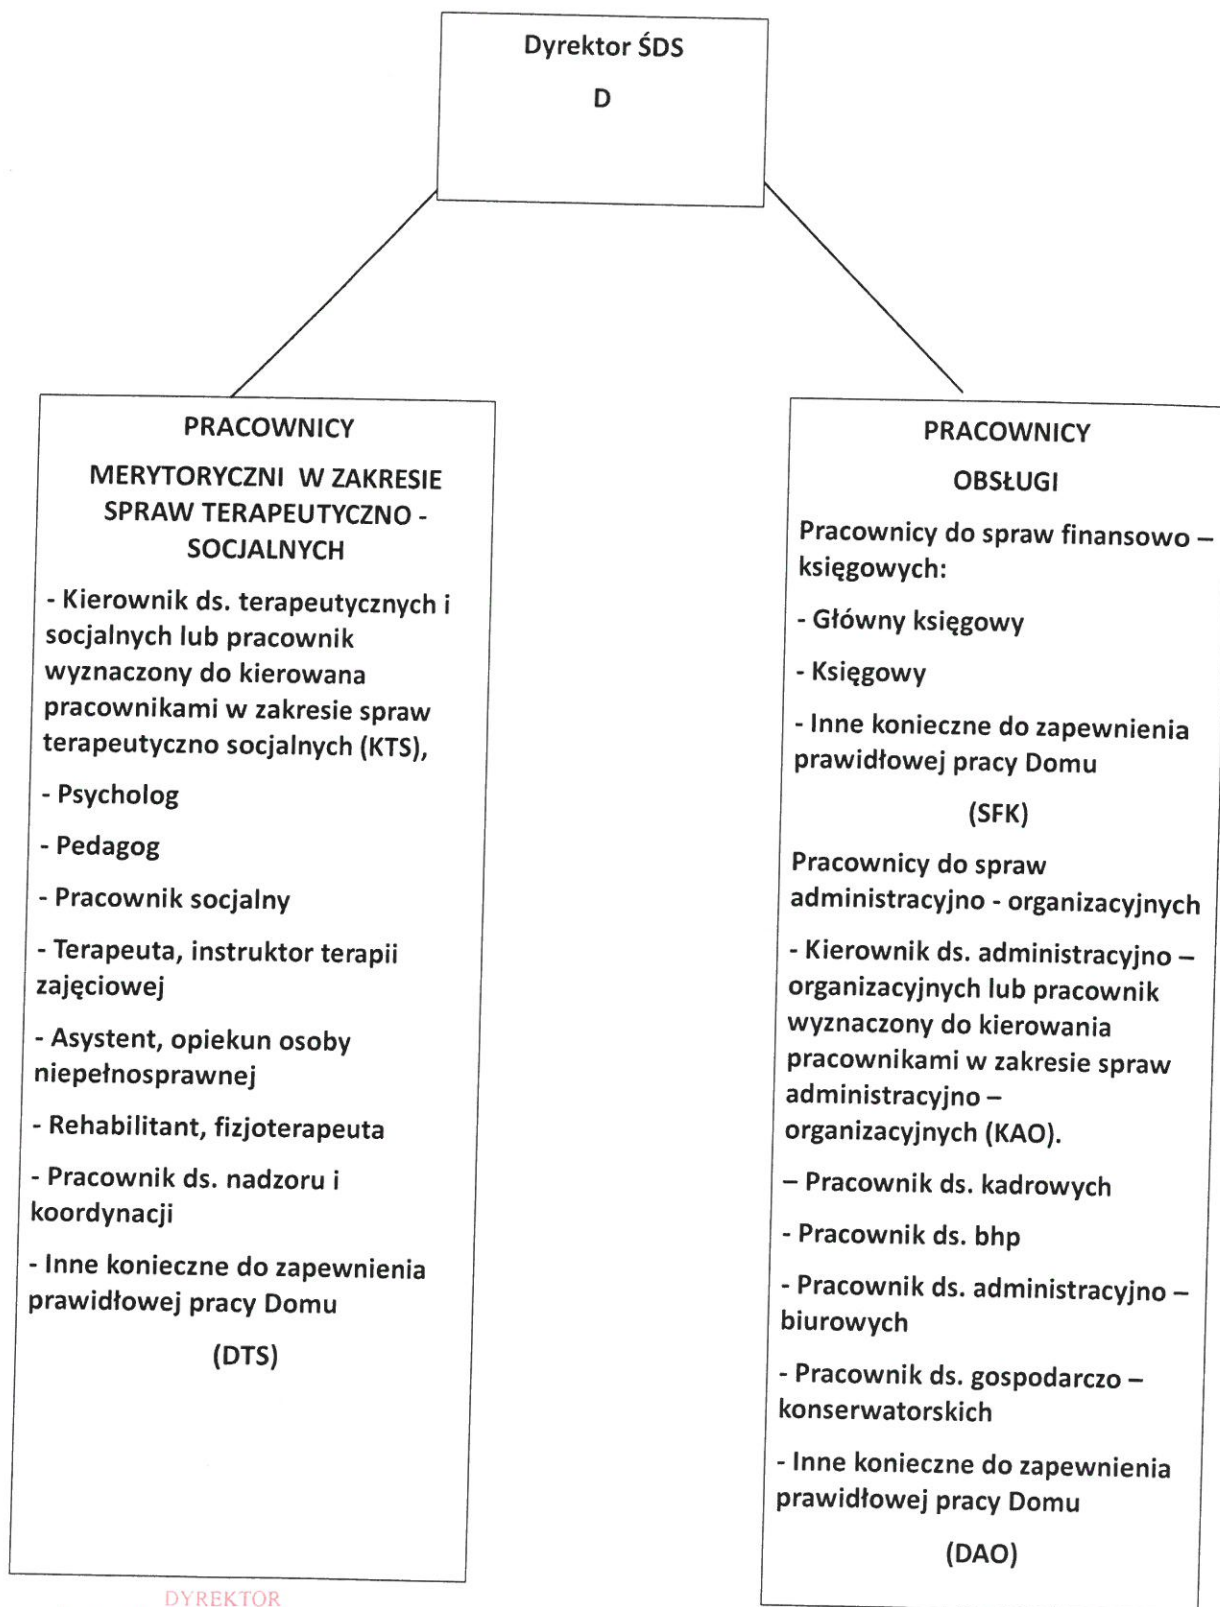 Dyrektor ŚDS
D
PRACOWNICY
MERYTORYCZNI W ZAKRESIE
SPRAW TERAPEUTYCZNO -
SOCJALNYCH
- Kierownik ds. terapeutycznych i
socjalnych lub pracownik
wyznaczony do kierowana
pracownikami w zakresie spraw
terapeutyczno socjalnych (KTS),
- Psycholog
- Pedagog
- Pracownik socjalny
- Terapeuta, instruktor terapii
zajęciowej
- Asystent, opiekun osoby
niepełnosprawnej
- Rehabilitant, fizjoterapeuta
- Pracownik ds. nadzoru i
koordynacji
- Inne konieczne do zapewnienia
prawidłowej pracy Domu
(DTS)
PRACOWNICY
OBSŁUGI
Pracownicy do spraw finansowo –
księgowych:
- Główny księgowy
- Księgowy
- Inne konieczne do zapewnienia
prawidłowej pracy Domu
(SFK)
Pracownicy do spraw
administracyjno - organizacyjnych
- Kierownik ds. administracyjno –
organizacyjnych lub pracownik
wyznaczony do kierowania
pracownikami w zakresie spraw
administracyjno –
organizacyjnych (KAO).
– Pracownik ds. kadrowych
- Pracownik ds. bhp
- Pracownik ds. administracyjno –
biurowych
- Pracownik ds. gospodarczo –
konserwatorskich
- Inne konieczne do zapewnienia
prawidłowej pracy Domu
(DAO)
DYREKTOR